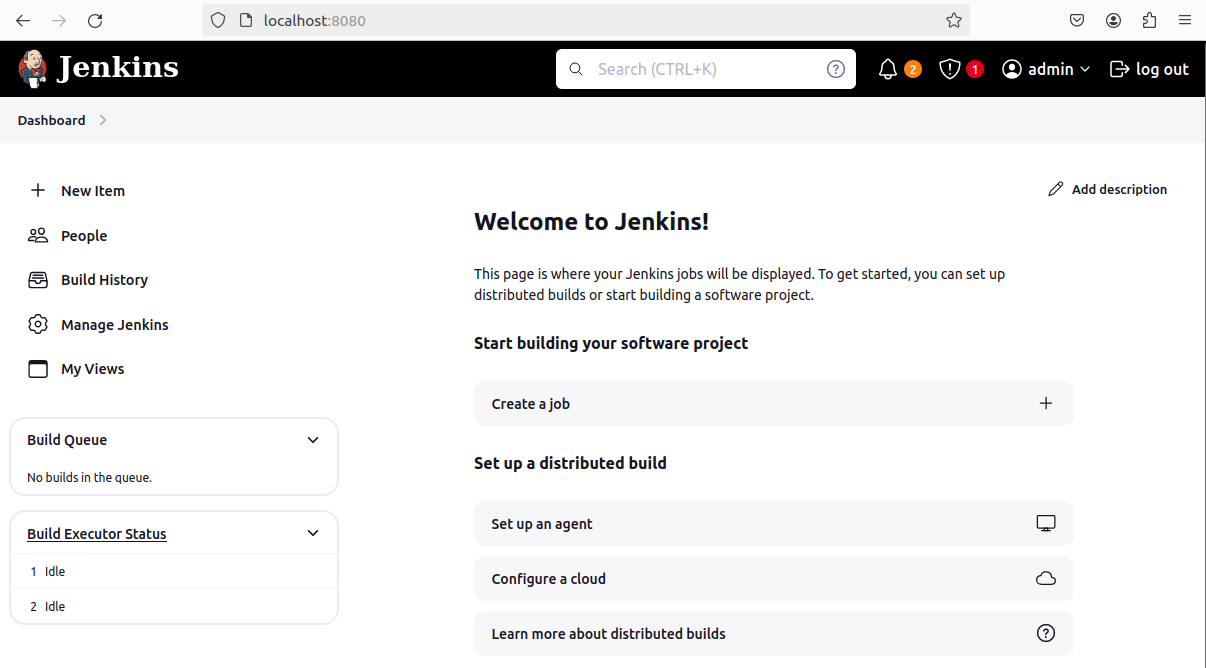 localhost:8080
Jenkins
Search (CTRL+K)
2
1
admin
log out
Dashboard
New Item
People
Build History
Manage Jenkins
My Views
Build Queue
No builds in the queue.
Build Executor Status
1 Idle
2 Idle
Add description
Welcome to Jenkins!
This page is where your Jenkins jobs will be displayed. To get started, you can set up
distributed builds or start building a software project.
Start building your software project
Create a job
Set up a distributed build
Set up an agent
Configure a cloud
Learn more about distributed builds